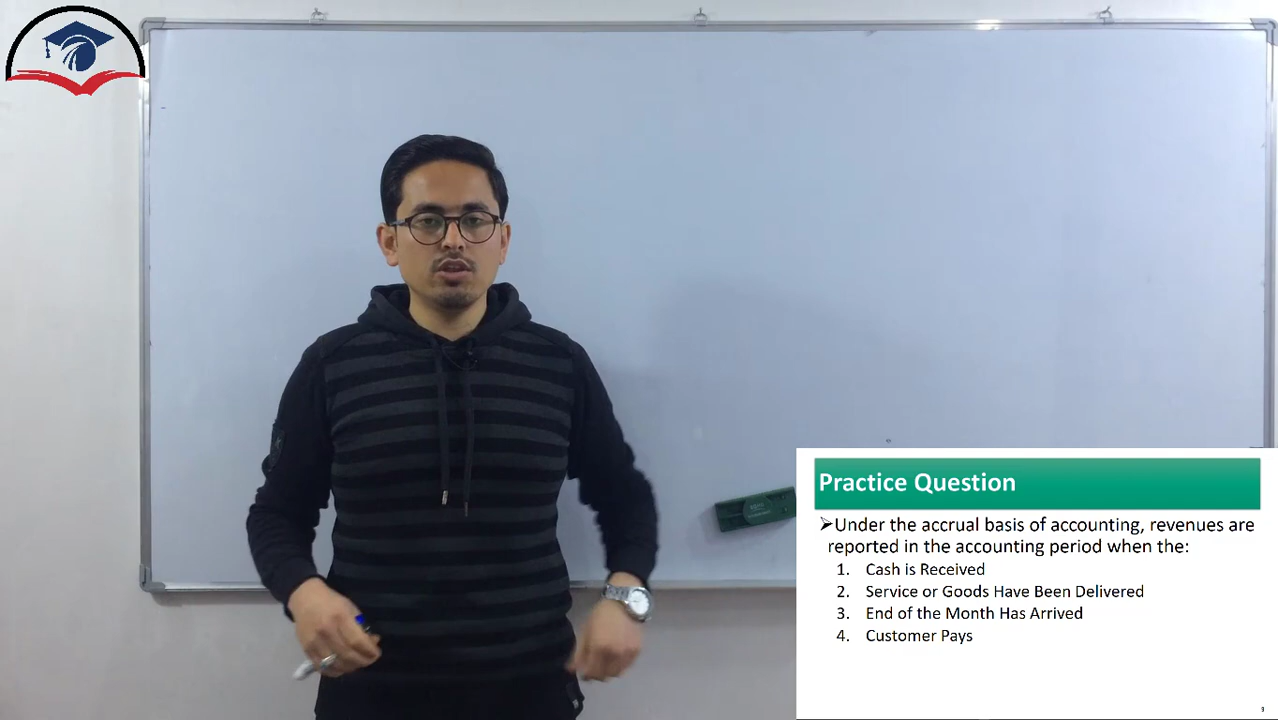 Practice Question
➢Under the accrual basis of accounting, revenues are
reported in the accounting period when the:
1. Cash is Received
2. Service or Goods Have Been Delivered
3. End of the Month Has Arrived
4. Customer Pays
9